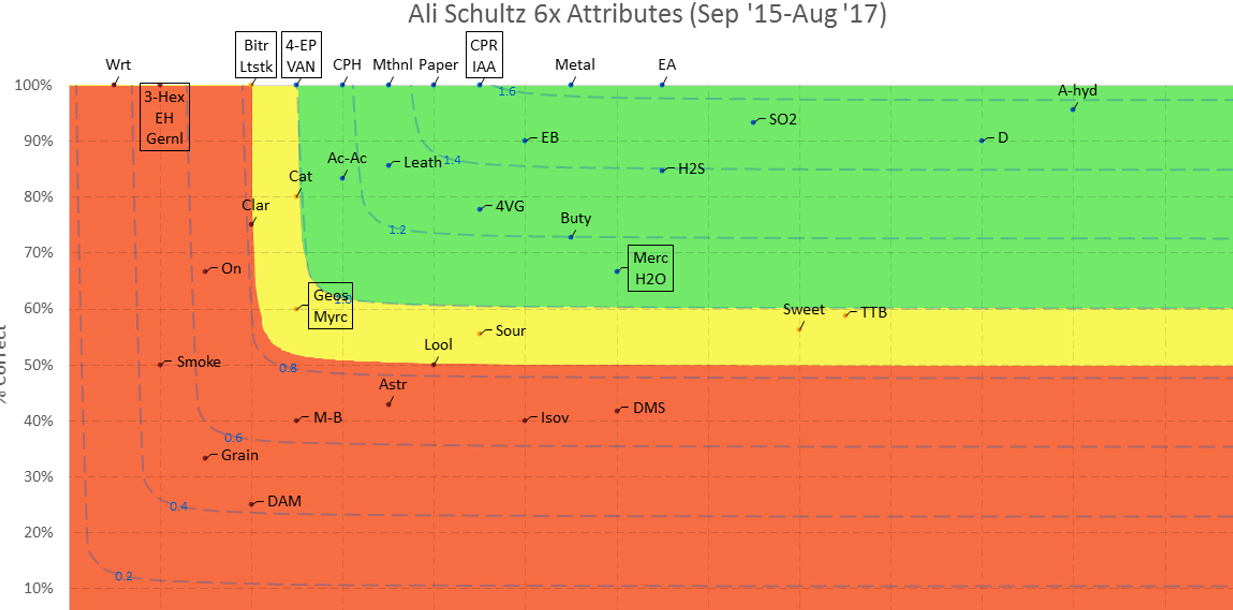 Ali Schultz 6x Attributes (Sep '15-Aug '17)
Wrt
Bitr
Ltstk
4-EP
VAN
CPH
Mthnl
Paper
CPR
IAA
Metal
EA
100%
3-Hex
EH
Gernl
1.6
A-hyd
SO2
90%
EB
D
Ac-Ac
Leath
1.4
H2S
80%
Cat
Clar
4VG
Buty
1.2
70%
On
Merc
H2O
60%
Geos
Myrc
1.0
Sweet
TTB
Sour
Lool
50%
Smoke
0.8
Astr
40%
M-B
Isov
DMS
0.6
Grain
30%
DAM
0.4
20%
0.2
10%
% correct